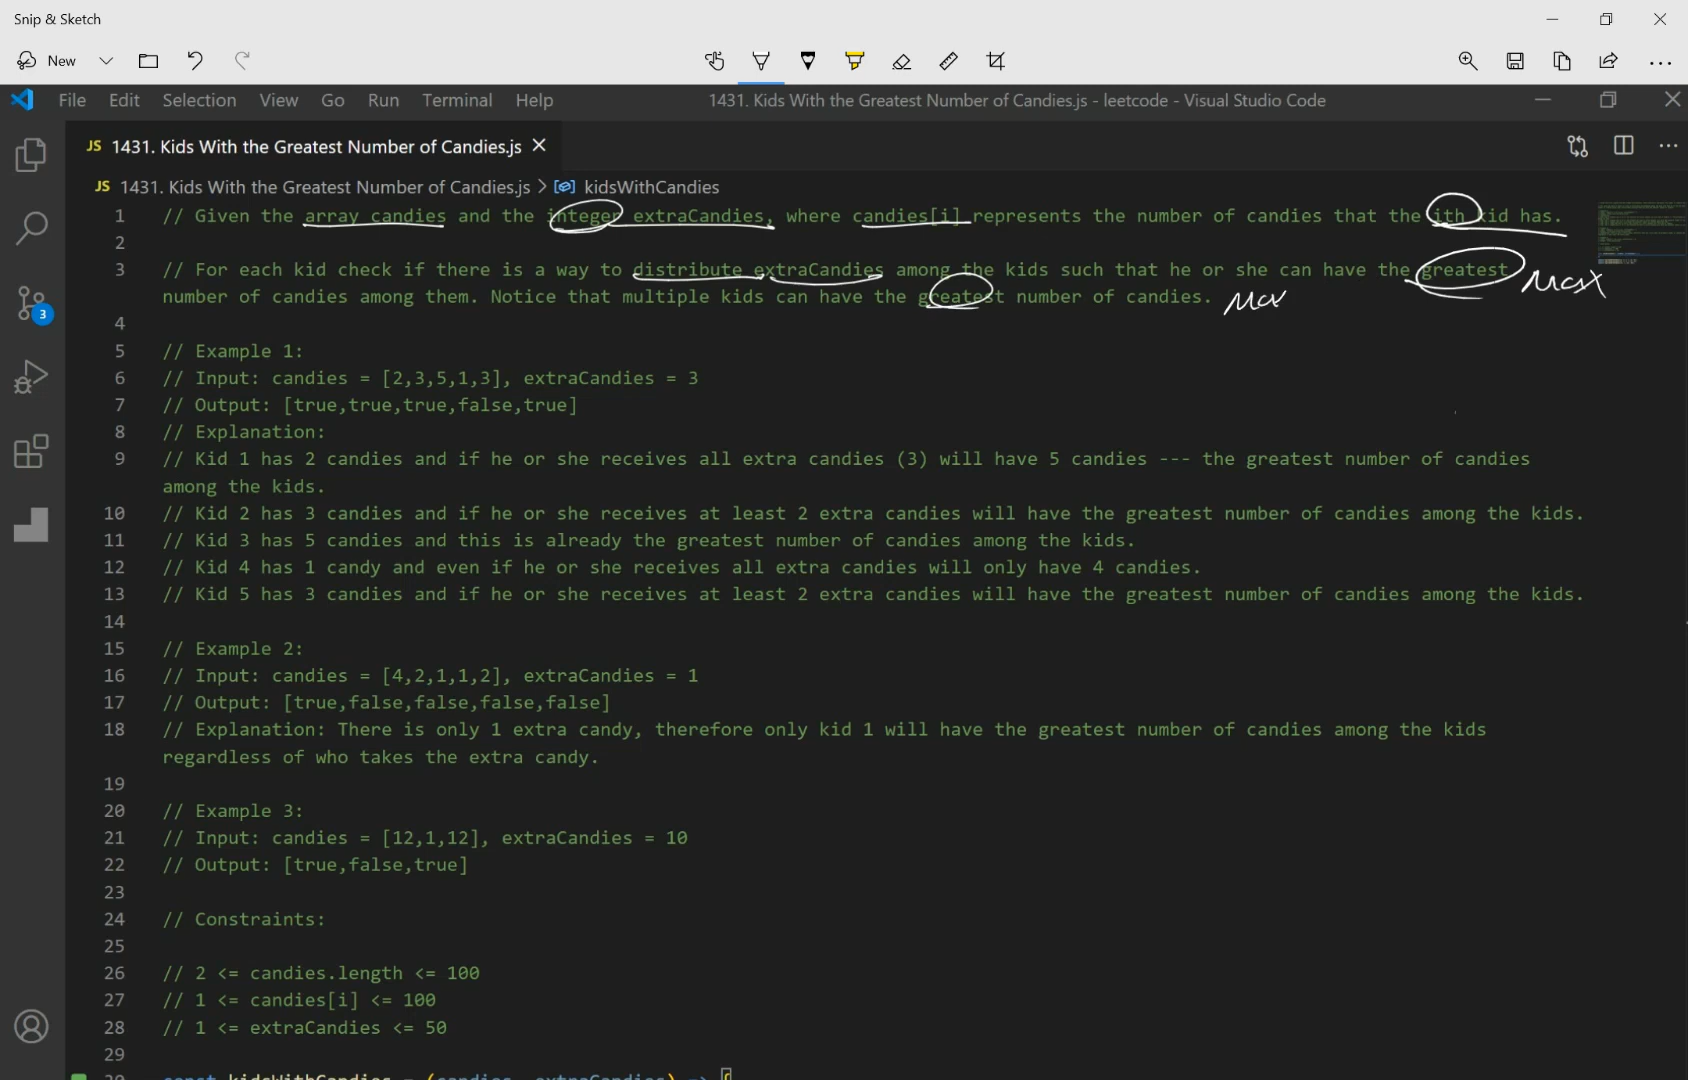 Snip & Sketch
New
File Edit Selection View Go Run Terminal Help 1431. Kids With the Greatest Number of Candies.js - leetcode - Visual Studio Code
JS 1431. Kids With the Greatest Number of Candies.js
JS 1431. Kids With the Greatest Number of Candies.js > kidsWithCandies
1 // Given the array candies and the integer extraCandies, where candies[i] represents the number of candies that the ith kid has.
2
3 // For each kid check if there is a way to distribute extraCandies among the kids such that he or she can have the greatest Max
number of candies among them. Notice that multiple kids can have the greatest number of candies. Max
4
5 // Example 1:
6 // Input: candies = [2,3,5,1,3], extraCandies = 3
7 // Output: [true,true,true,false,true]
8 // Explanation:
9 // Kid 1 has 2 candies and if he or she receives all extra candies (3) will have 5 candies --- the greatest number of candies
among the kids.
10 // Kid 2 has 3 candies and if he or she receives at least 2 extra candies will have the greatest number of candies among the kids.
11 // Kid 3 has 5 candies and this is already the greatest number of candies among the kids.
12 // Kid 4 has 1 candy and even if he or she receives all extra candies will only have 4 candies.
13 // Kid 5 has 3 candies and if he or she receives at least 2 extra candies will have the greatest number of candies among the kids.
14
15 // Example 2:
16 // Input: candies = [4,2,1,1,2], extraCandies = 1
17 // Output: [true,false,false,false,false]
18 // Explanation: There is only 1 extra candy, therefore only kid 1 will have the greatest number of candies among the kids
regardless of who takes the extra candy.
19
20 // Example 3:
21 // Input: candies = [12,1,12], extraCandies = 10
22 // Output: [true,false,true]
23
24 // Constraints:
25
26 // 2 <= candies.length <= 100
27 // 1 <= candies[i] <= 100
28 // 1 <= extraCandies <= 50
29
30 const kidsWithCandies = (candies, extraCandies) => {
3